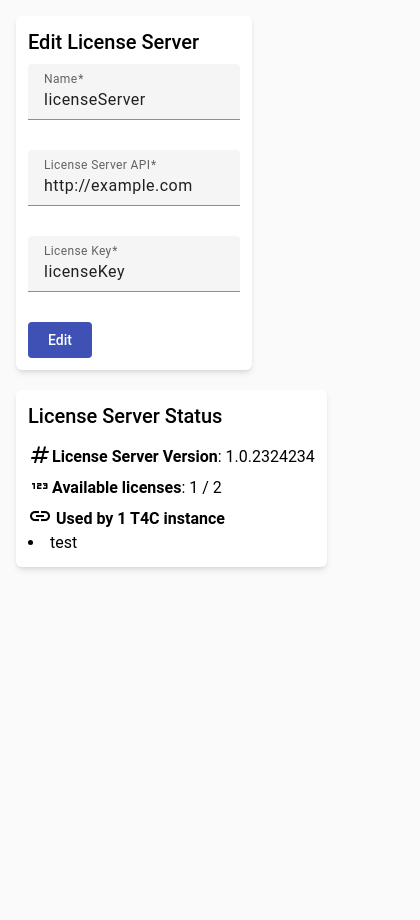 Edit License Server
Name*
licenseServer
License Server API*
http://example.com
License Key*
licenseKey
Edit
License Server Status
License Server Version: 1.0.2324234
Available licenses: 1 / 2
Used by 1 T4C instance
• test